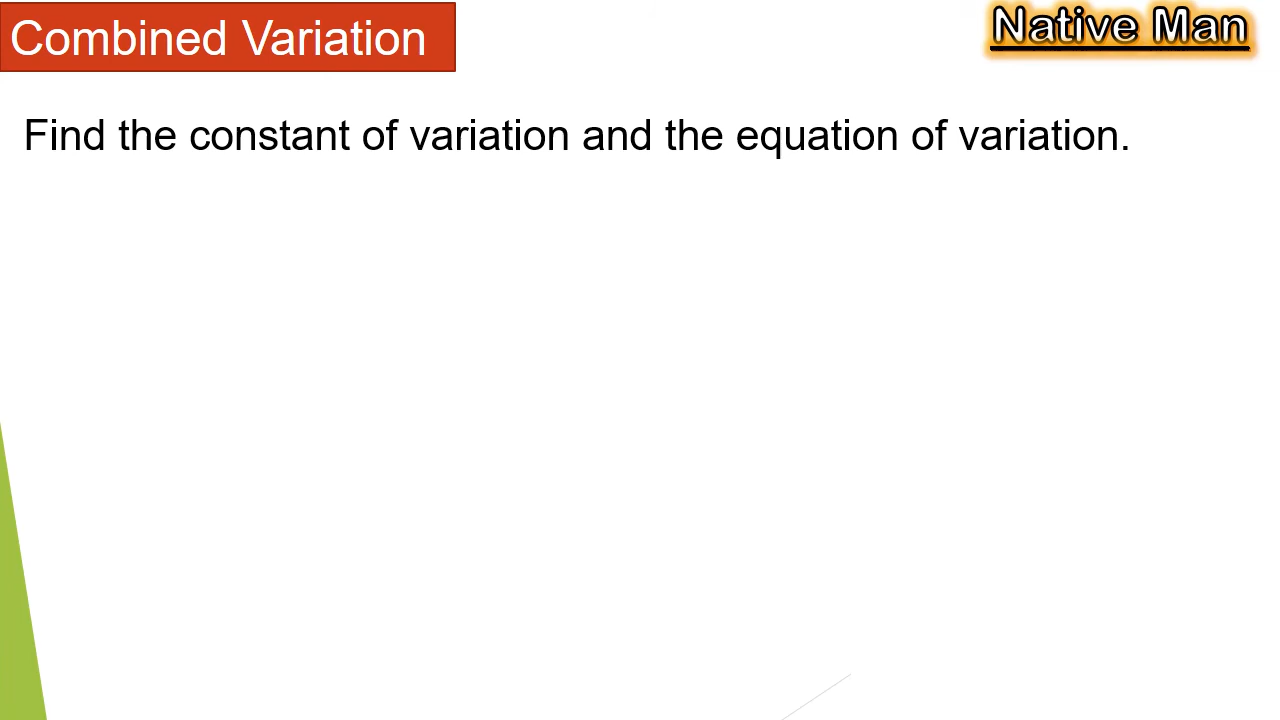 Combined Variation
Native Man
Find the constant of variation and the equation of variation.